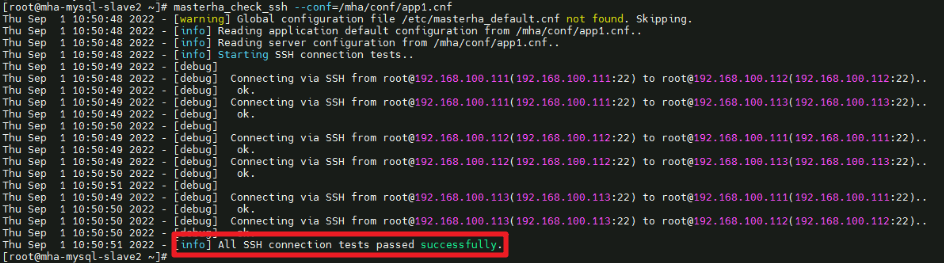 [root@mha-mysql-slave2 ~]# masterha_check_ssh --conf=/mha/conf/app1.cnf
Thu Sep  1 10:50:48 2022 - [warning] Global configuration file /etc/masterha_default.cnf not found. Skipping.
Thu Sep  1 10:50:48 2022 - [info] Reading application default configuration from /mha/conf/app1.cnf..
Thu Sep  1 10:50:48 2022 - [info] Reading server configuration from /mha/conf/app1.cnf..
Thu Sep  1 10:50:48 2022 - [info] Starting SSH connection tests..
Thu Sep  1 10:50:49 2022 - [debug]
Thu Sep  1 10:50:48 2022 - [debug]  Connecting via SSH from root@192.168.100.111(192.168.100.111:22) to root@192.168.100.112(192.168.100.112:22)..
Thu Sep  1 10:50:48 2022 - [debug]   ok.
Thu Sep  1 10:50:48 2022 - [debug]  Connecting via SSH from root@192.168.100.111(192.168.100.111:22) to root@192.168.100.113(192.168.100.113:22)..
Thu Sep  1 10:50:49 2022 - [debug]   ok.
Thu Sep  1 10:50:50 2022 - [debug]
Thu Sep  1 10:50:49 2022 - [debug]  Connecting via SSH from root@192.168.100.112(192.168.100.112:22) to root@192.168.100.111(192.168.100.111:22)..
Thu Sep  1 10:50:49 2022 - [debug]   ok.
Thu Sep  1 10:50:49 2022 - [debug]  Connecting via SSH from root@192.168.100.112(192.168.100.112:22) to root@192.168.100.113(192.168.100.113:22)..
Thu Sep  1 10:50:50 2022 - [debug]   ok.
Thu Sep  1 10:50:51 2022 - [debug]
Thu Sep  1 10:50:49 2022 - [debug]  Connecting via SSH from root@192.168.100.113(192.168.100.113:22) to root@192.168.100.111(192.168.100.111:22)..
Thu Sep  1 10:50:50 2022 - [debug]   ok.
Thu Sep  1 10:50:50 2022 - [debug]  Connecting via SSH from root@192.168.100.113(192.168.100.113:22) to root@192.168.100.112(192.168.100.112:22)..
Thu Sep  1 10:50:50 2022 - [debug]   ok.
Thu Sep  1 10:50:51 2022 - [info] All SSH connection tests passed successfully.
[root@mha-mysql-slave2 ~]#